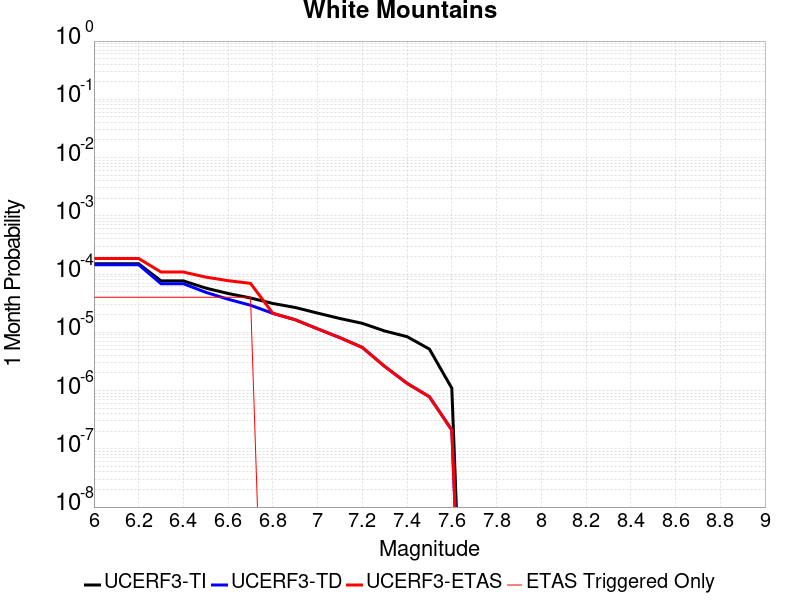 White Mountains
10^0
10^-1
10^-2
10^-3
10^-4
10^-5
10^-6
10^-7
10^-8
1 Month Probability
6 6.2 6.4 6.6 6.8 7 7.2 7.4 7.6 7.8 8 8.2 8.4 8.6 8.8 9
Magnitude
UCERF3-TI UCERF3-TD UCERF3-ETAS ETAS Triggered Only